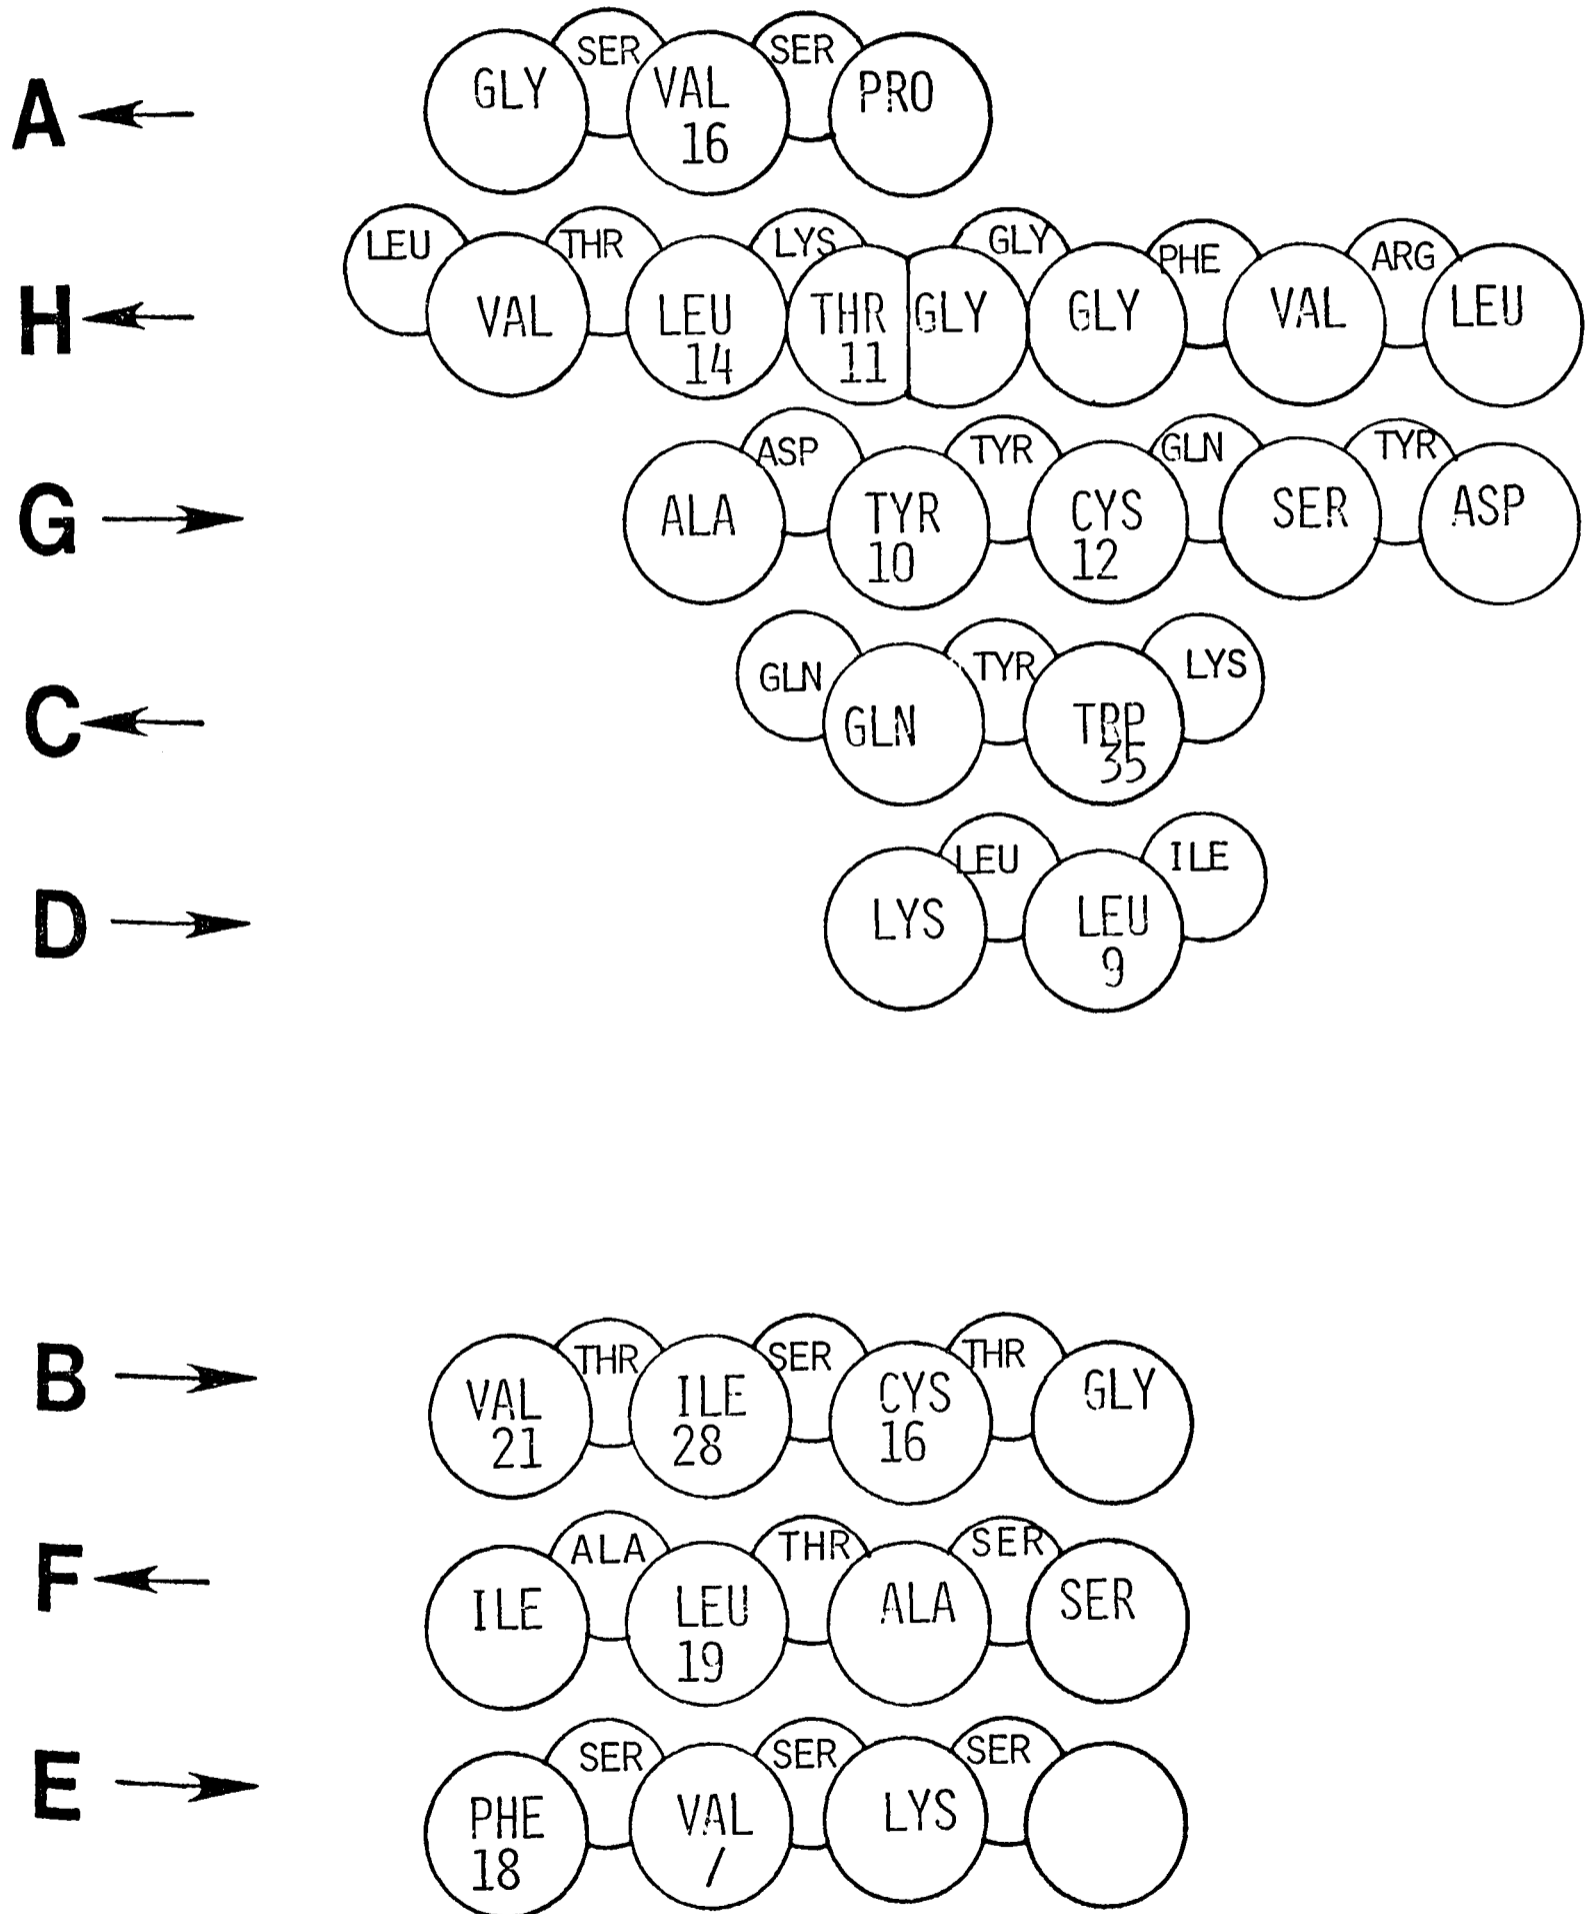 SER SER
A GLY VAL PRO
16
LEU THR LYS GLY PHE ARG
H VAL LEU THR GLY GLY VAL LEU
14 11
ASP TYR GLN TYR
G ALA TYR CYS SER ASP
10 12
GLN TYR LYS
C GLN TRP
35
LEU ILE
D LYS LEU
9
THR SER THR
B VAL ILE CYS GLY
21 28 16
ALA THR SER
F ILE LEU ALA SER
19
SER SER SER
E PHE VAL LYS
18 /